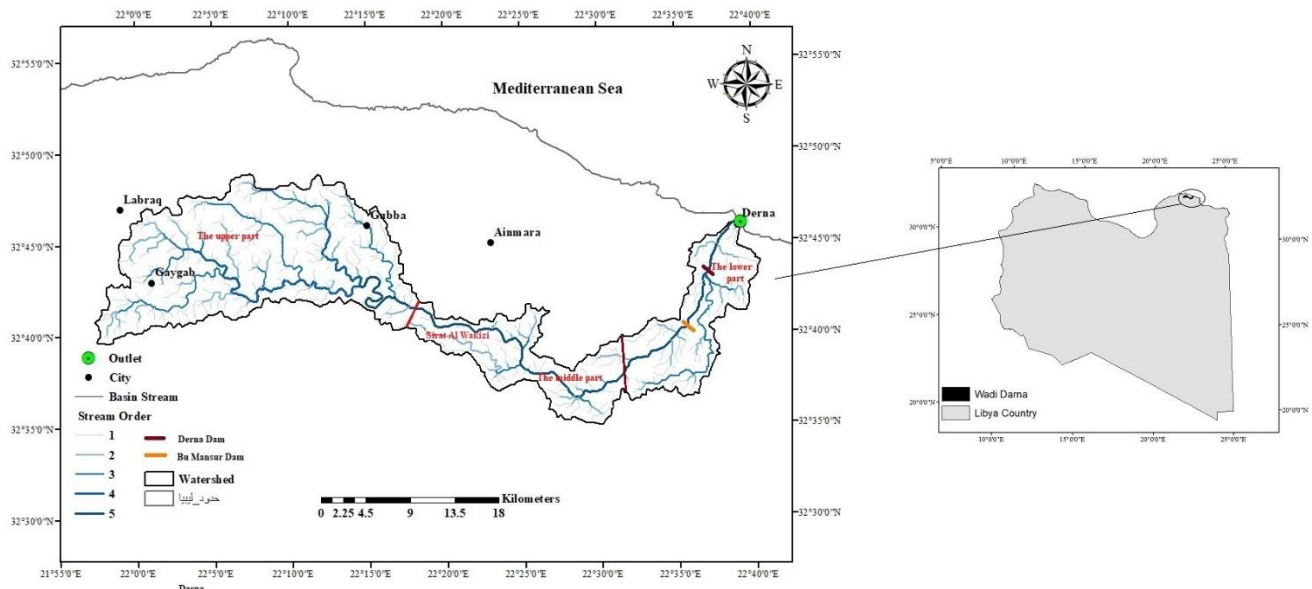 22°0'0"E 22°5'0"E 22°10'0"E 22°15'0"E 22°20'0"E 22°25'0"E 22°30'0"E 22°35'0"E 22°40'0"E
32°55'0"N
32°50'0"N
32°45'0"N
32°40'0"N
32°35'0"N
32°30'0"N
Mediterranean Sea
N
W E
S
Labraq
Gubba
Ainmara
Derna
The upper part
Gaygab
The lower
part
Sirat Al Wakizi
The middle part
Outlet
City
Basin Stream
Stream Order
1
2
3
4
5
Derna Dam
Bu Mansur Dam
Watershed
حدود_ليبيا
Kilometers
0 2.25 4.5 9 13.5 18
32°55'0"N
32°50'0"N
32°45'0"N
32°40'0"N
32°35'0"N
32°30'0"N
21°55'0"E 22°0'0"E 22°5'0"E 22°10'0"E 22°15'0"E 22°20'0"E 22°25'0"E 22°30'0"E 22°35'0"E 22°40'0"E
5°0'0"E 10°0'0"E 15°0'0"E 20°0'0"E 25°0'0"E
30°0'0"N
25°0'0"N
20°0'0"N
Wadi Darna
Libya Country
30°0'0"N
25°0'0"N
20°0'0"N
10°0'0"E 15°0'0"E 20°0'0"E 25°0'0"E